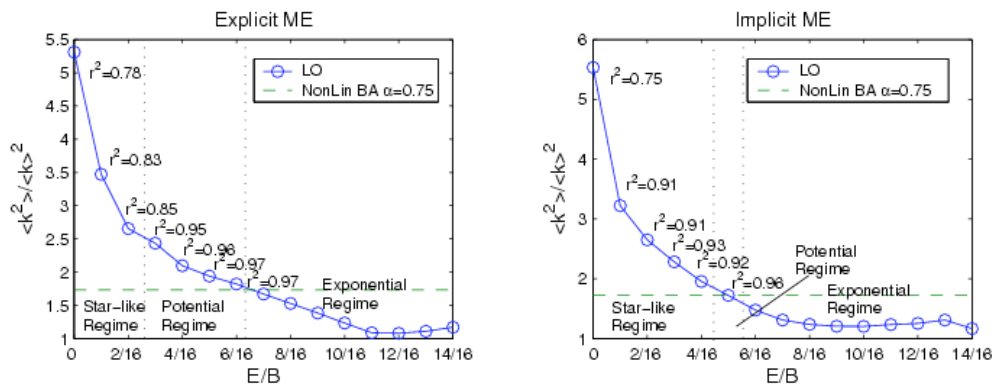 Explicit ME
5.5
5
4.5
4
3.5
3
2.5
2
1.5
1
<k²>/<k>²
r²=0.78
r²=0.83
r²=0.85
r²=0.95
r²=0.98
r²=0.97
r²=0.97
LO
NonLin BA α=0.75
Star-like
Regime
Potential
Regime
Exponential
Regime
0 2/16 4/16 6/16 8/16 10/16 12/16 14/16
E/B
Implicit ME
6
5
4
3
2
1
<k²>/<k>²
r²=0.75
r²=0.91
r²=0.91
r²=0.93
r²=0.92
r²=0.96
LO
NonLin BA α=0.75
Star-like
Regime
Potential
Regime
Exponential
Regime
0 2/16 4/16 6/16 8/16 10/16 12/16 14/16
E/B